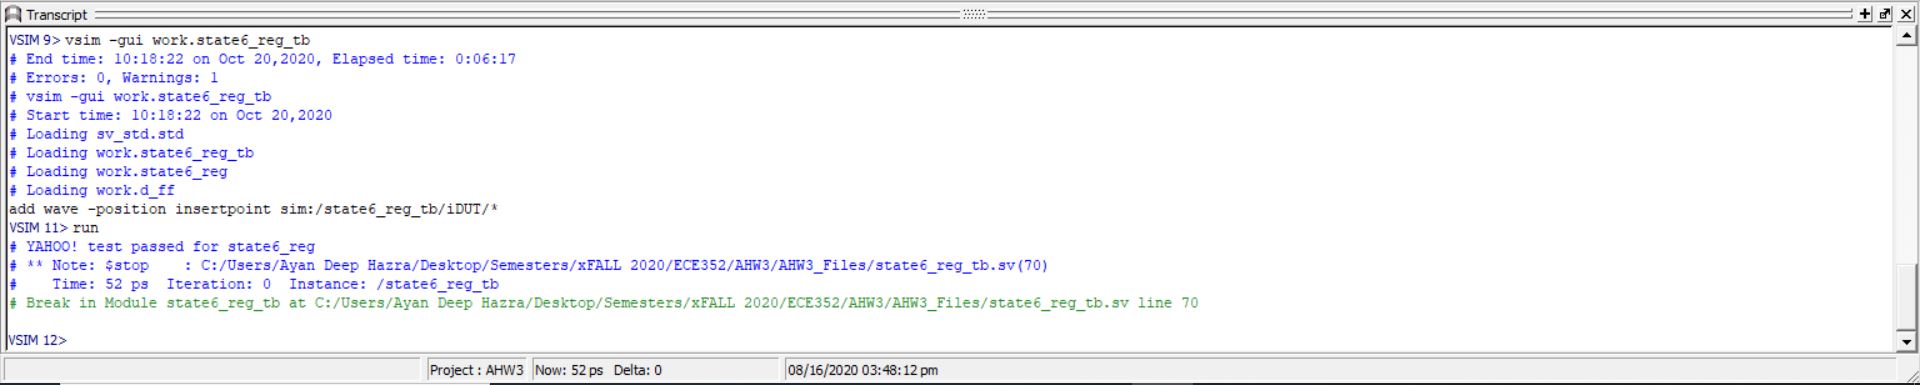 Transcript
VSIM 9> vsim -gui work.state6_reg_tb
# End time: 10:18:22 on Oct 20,2020, Elapsed time: 0:06:17
# Errors: 0, Warnings: 1
# vsim -gui work.state6_reg_tb
# Start time: 10:18:22 on Oct 20,2020
# Loading sv_std.std
# Loading work.state6_reg_tb
# Loading work.state6_reg
# Loading work.d_ff
add wave -position insertpoint sim:/state6_reg_tb/iDUT/*
VSIM 11> run
# YAHOO! test passed for state6_reg
# ** Note: $stop    : C:/Users/Ayan Deep Hazra/Desktop/Semesters/xFALL 2020/ECE352/AHW3/AHW3_Files/state6_reg_tb.sv(70)
#    Time: 52 ps  Iteration: 0  Instance: /state6_reg_tb
# Break in Module state6_reg_tb at C:/Users/Ayan Deep Hazra/Desktop/Semesters/xFALL 2020/ECE352/AHW3/AHW3_Files/state6_reg_tb.sv line 70
VSIM 12>
Project : AHW3 Now: 52 ps Delta: 0 08/16/2020 03:48:12 pm